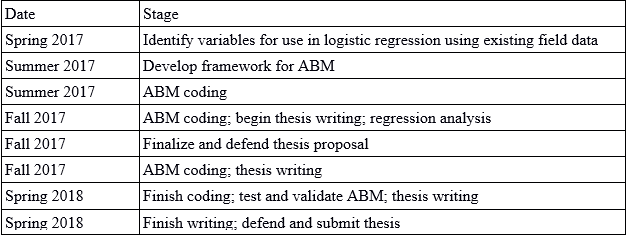 Date Stage
Spring 2017 Identify variables for use in logistic regression using existing field data
Summer 2017 Develop framework for ABM
Summer 2017 ABM coding
Fall 2017 ABM coding; begin thesis writing; regression analysis
Fall 2017 Finalize and defend thesis proposal
Fall 2017 ABM coding; thesis writing
Spring 2018 Finish coding; test and validate ABM; thesis writing
Spring 2018 Finish writing; defend and submit thesis